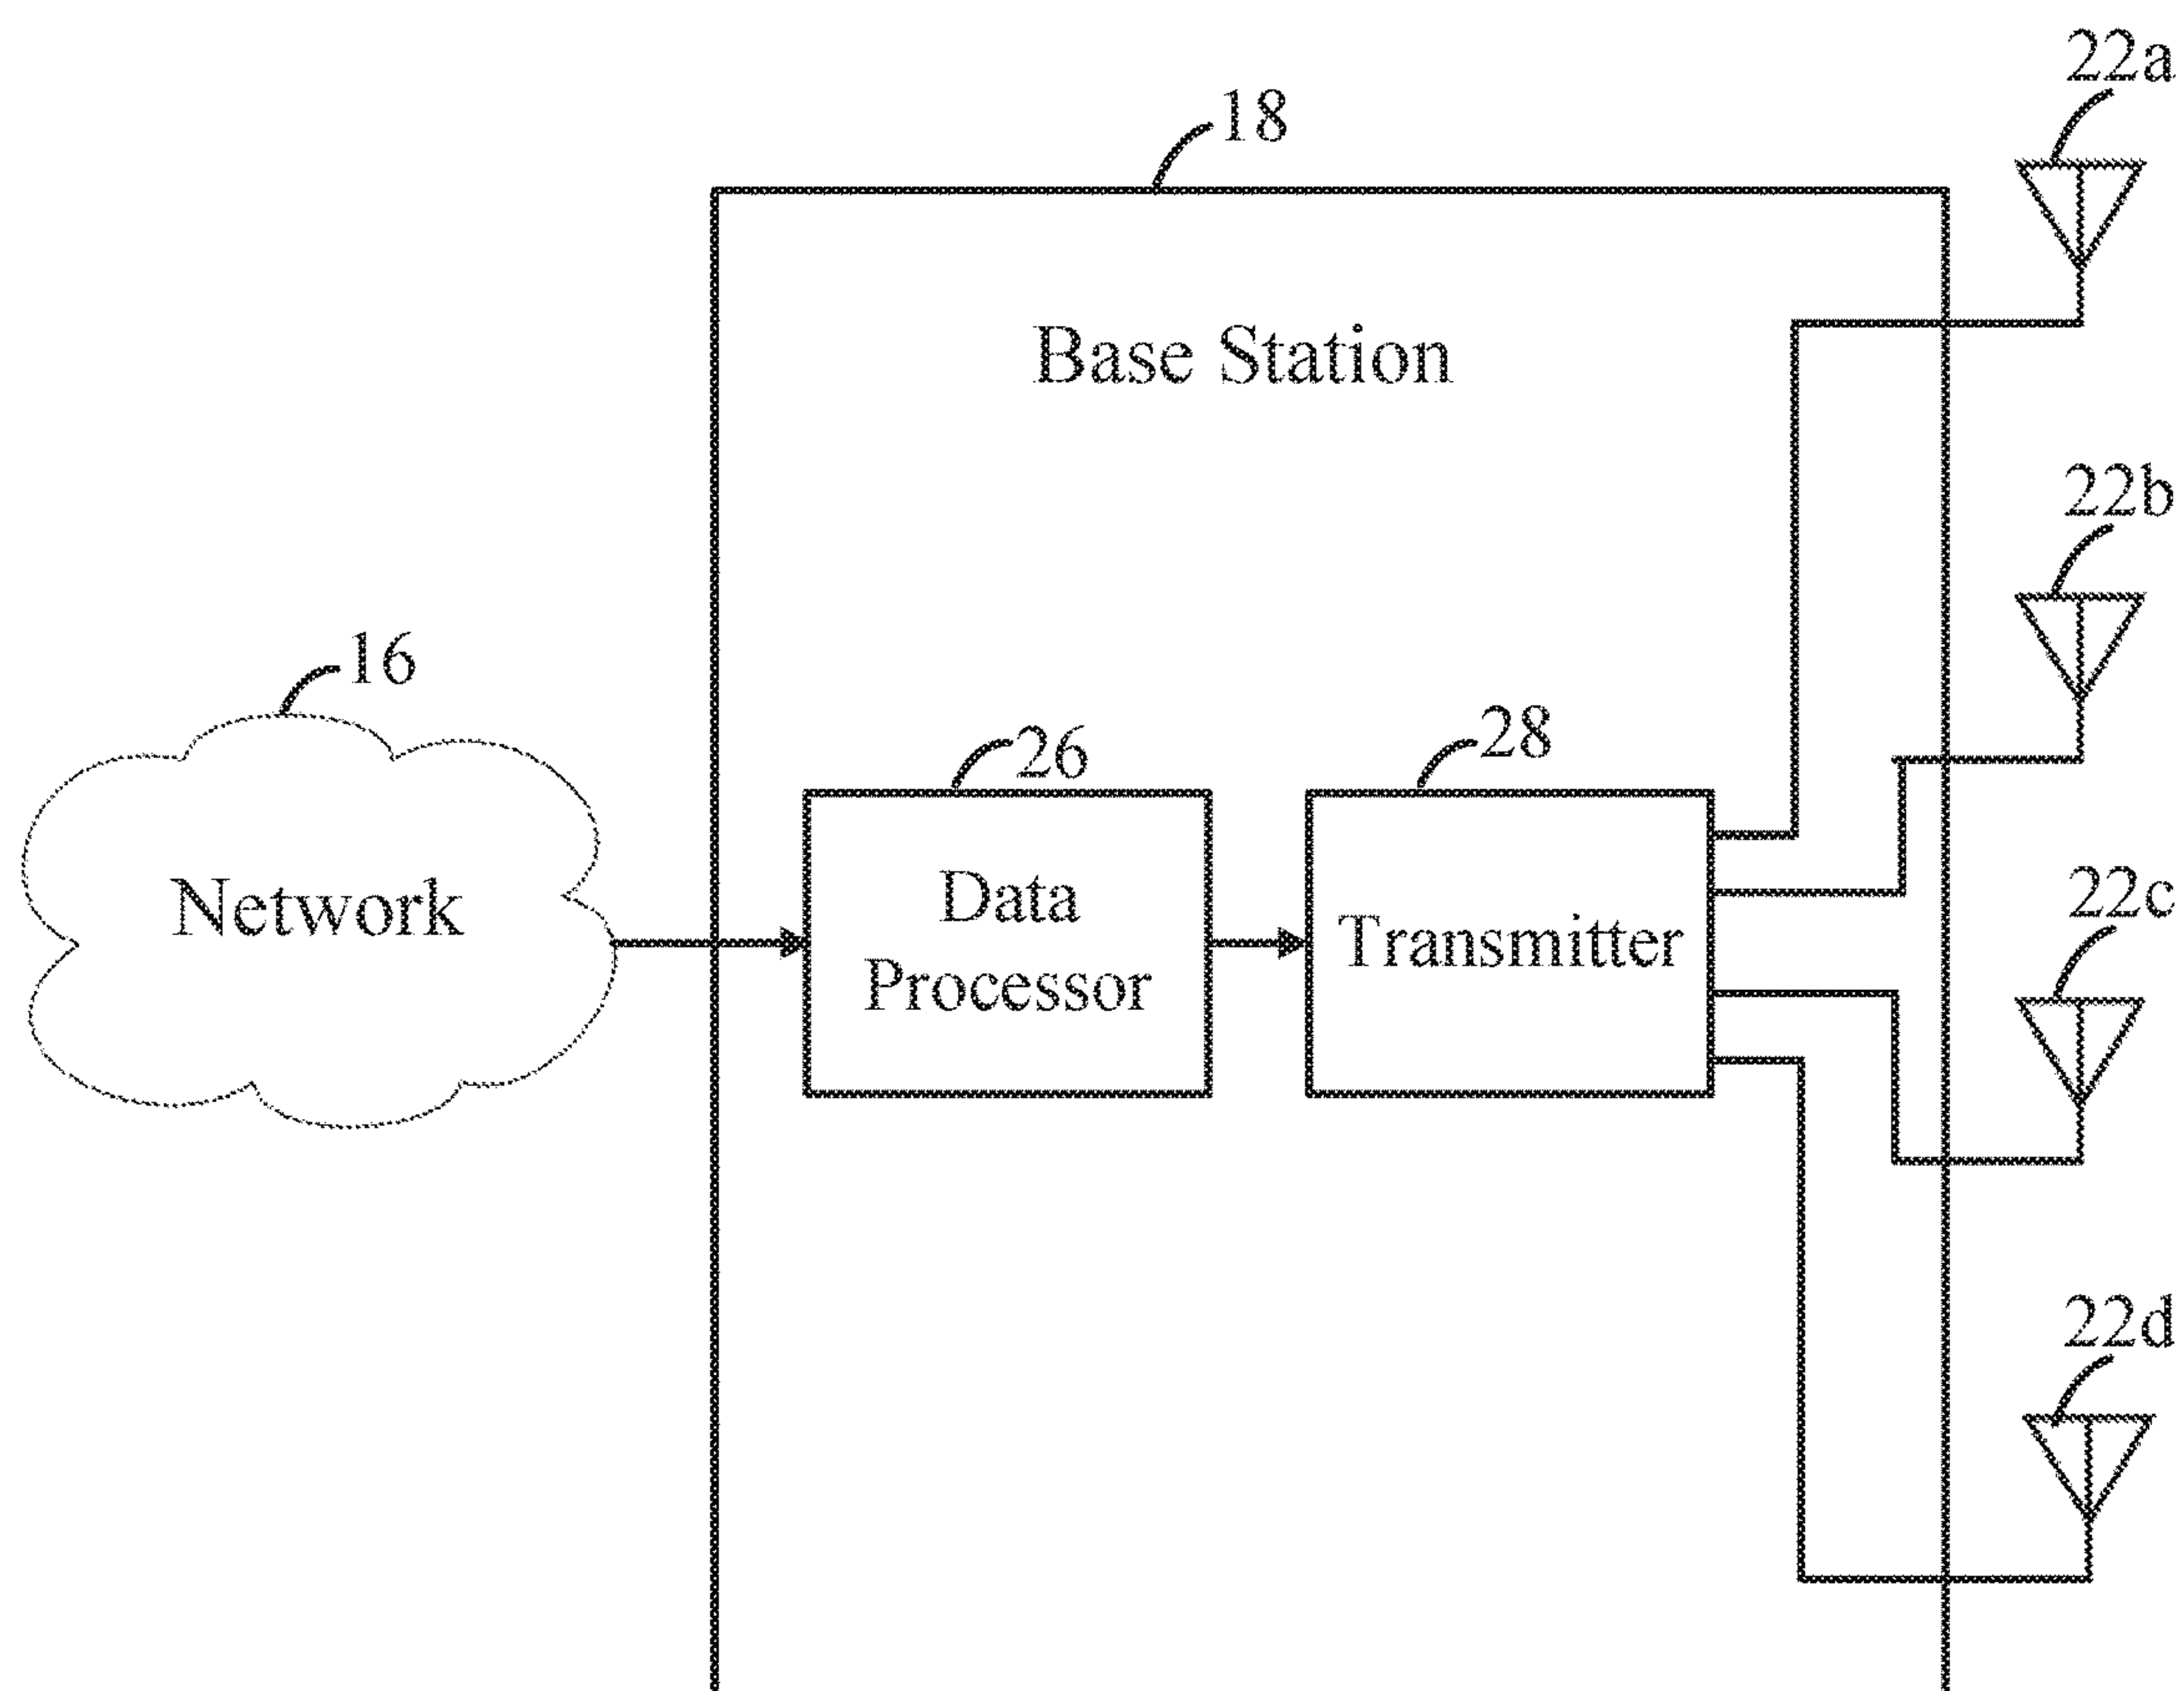 22a
18
Base Station
22b
16
26
28
Network
Data
Processor
Transmitter
22c
22d